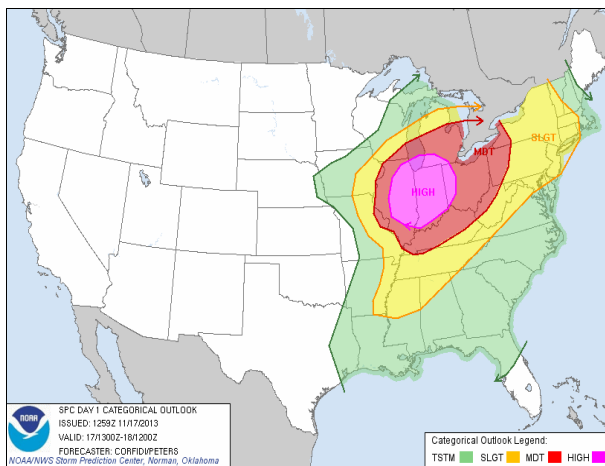 SLGT
MDT
HIGH
SPC DAY 1 CATEGORICAL OUTLOOK
ISSUED: 1259Z 11/17/2013
VALID: 17/1300Z-18/1200Z
FORECASTER: CORFIDI/PETERS
NOAA/NWS Storm Prediction Center, Norman, Oklahoma
NOAA
Categorical Outlook Legend:
TSTM SLGT MDT HIGH